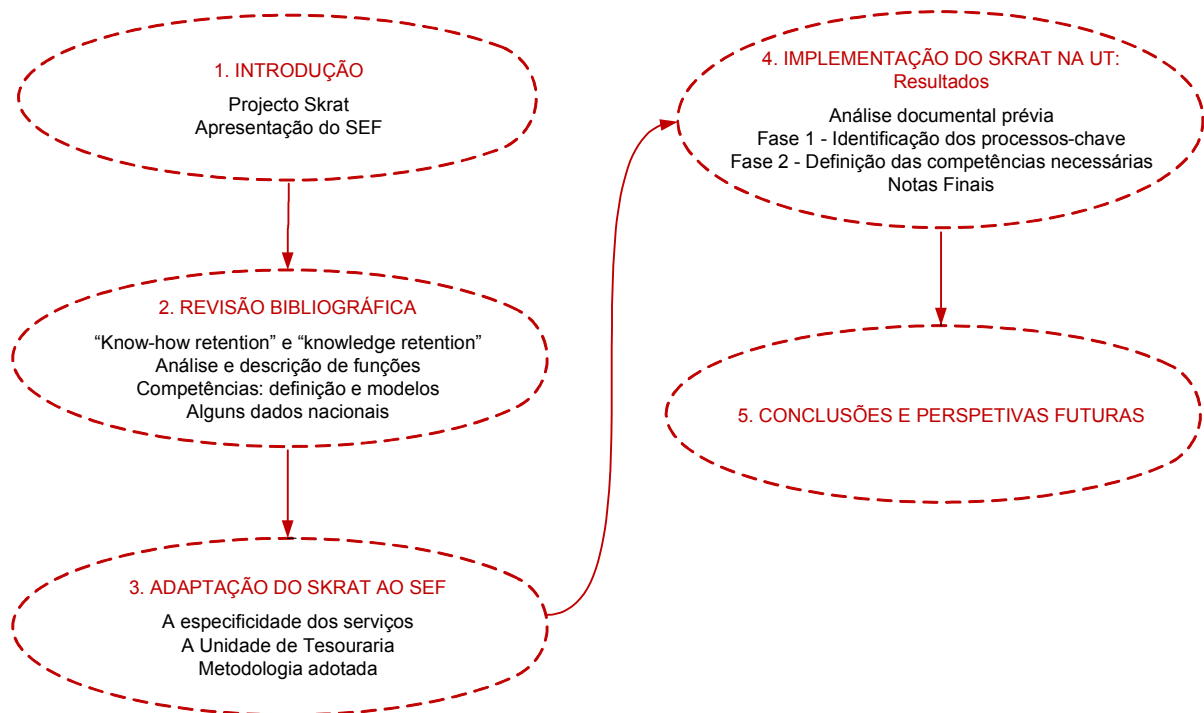 1. INTRODUÇÃO
Projecto Skrat
Apresentação do SEF
2. REVISÃO BIBLIOGRÁFICA
“Know-how retention” e “knowledge retention”
Análise e descrição de funções
Competências: definição e modelos
Alguns dados nacionais
3. ADAPTAÇÃO DO SKRAT AO SEF
A especificidade dos serviços
A Unidade de Tesouraria
Metodologia adotada
4. IMPLEMENTAÇÃO DO SKRAT NA UT:
Resultados
Análise documental prévia
Fase 1 - Identificação dos processos-chave
Fase 2 - Definição das competências necessárias
Notas Finais
5. CONCLUSÕES E PERSPETIVAS FUTURAS